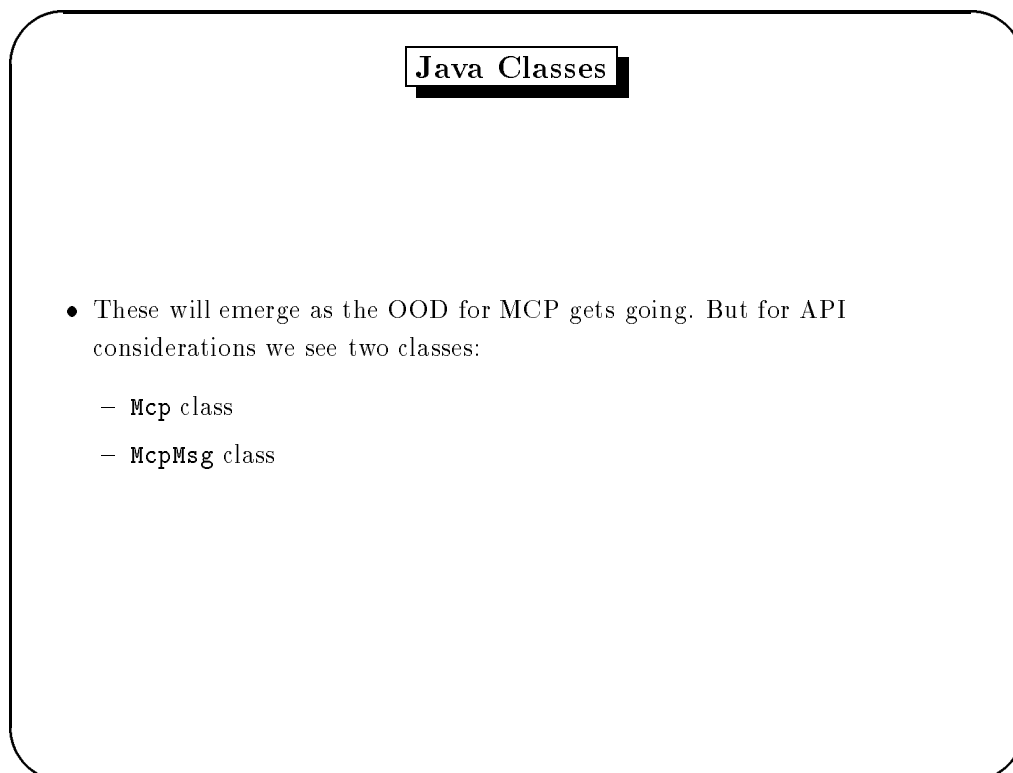 Java Classes
• These will emerge as the OOD for MCP gets going. But for API
considerations we see two classes:
– Mcp class
– McpMsg class